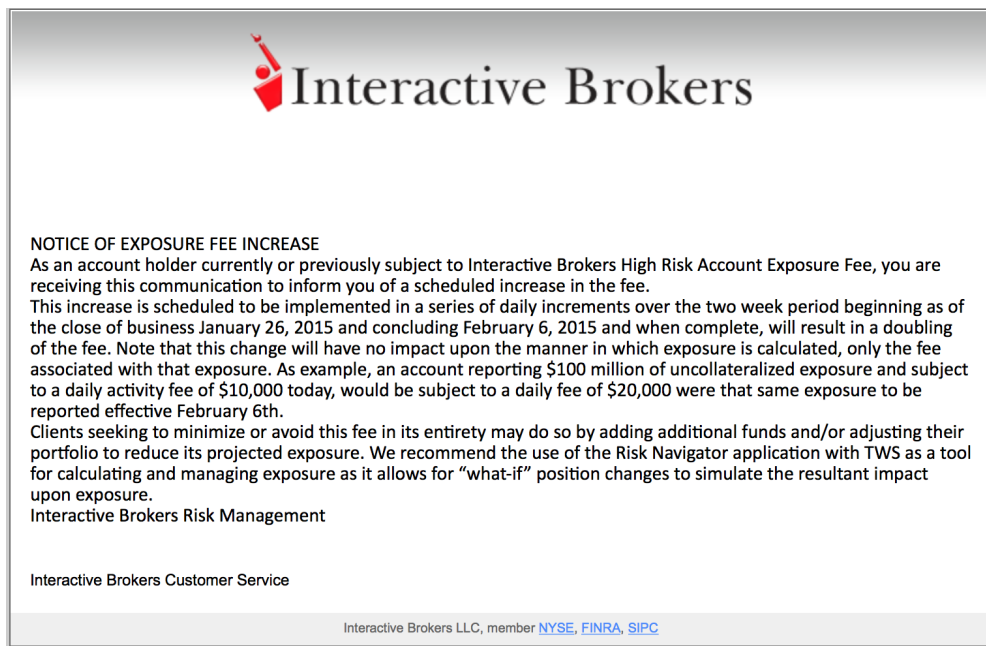 Interactive Brokers
NOTICE OF EXPOSURE FEE INCREASE
As an account holder currently or previously subject to Interactive Brokers High Risk Account Exposure Fee, you are
receiving this communication to inform you of a scheduled increase in the fee.
This increase is scheduled to be implemented in a series of daily increments over the two week period beginning as of
the close of business January 26, 2015 and concluding February 6, 2015 and when complete, will result in a doubling
of the fee. Note that this change will have no impact upon the manner in which exposure is calculated, only the fee
associated with that exposure. As example, an account reporting $100 million of uncollateralized exposure and subject
to a daily activity fee of $10,000 today, would be subject to a daily fee of $20,000 were that same exposure to be
reported effective February 6th.
Clients seeking to minimize or avoid this fee in its entirety may do so by adding additional funds and/or adjusting their
portfolio to reduce its projected exposure. We recommend the use of the Risk Navigator application with TWS as a tool
for calculating and managing exposure as it allows for “what-if” position changes to simulate the resultant impact
upon exposure.
Interactive Brokers Risk Management
Interactive Brokers Customer Service
Interactive Brokers LLC, member NYSE, FINRA, SIPC